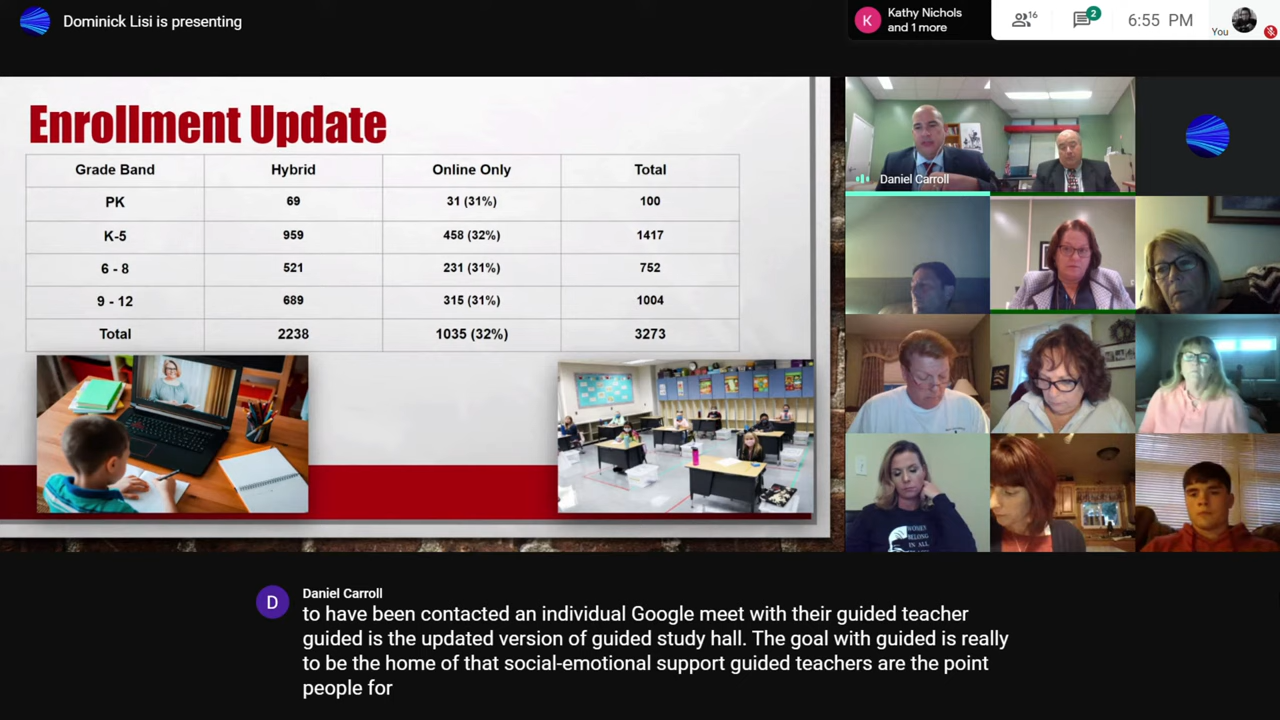 Dominick Lisi is presenting
K
Kathy Nichols
and 1 more
16
2
6:55 PM
You
Enrollment Update
Grade Band Hybrid Online Only Total
PK 69 31 (31%) 100
K-5 959 458 (32%) 1417
6 - 8 521 231 (31%) 752
9 - 12 689 315 (31%) 1004
Total 2238 1035 (32%) 3273
Daniel Carroll
WOMEN
BELONG
IN ALL
D
Daniel Carroll
to have been contacted an individual Google meet with their guided teacher
guided is the updated version of guided study hall. The goal with guided is really
to be the home of that social-emotional support guided teachers are the point
people for